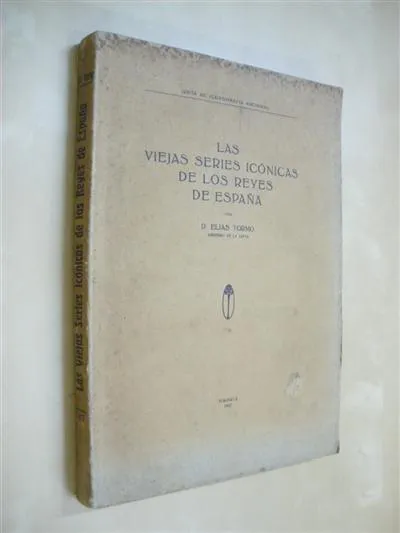 JUNTA DE ICONOGRAFÍA NACIONAL
LAS
VIEJAS SERIES ICÓNICAS
DE LOS REYES
DE ESPAÑA
POR
D. ELÍAS TORMO
MADRID
Las Viejas Series Icónicas de los Reyes de España